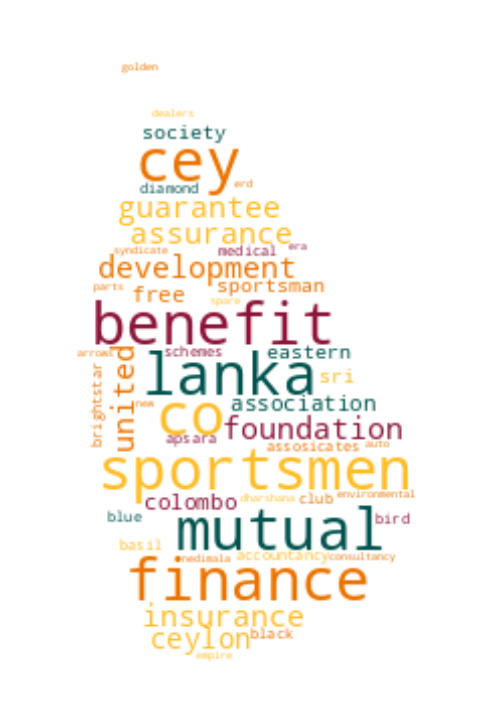 golden
dealers
society
cey
diamond erd
guarantee
assurance
syndicate medical era
development
parts free sportsman
spare
benefit
arrows schemes eastern
lanka sri
united
brightstar
new co association
apsara foundation
assosicates auto
sportsmen
colombo dharshana club environmental
blue mutual bird
basil accountancy
nedimala consultancy
finance
insurance
ceylon black
empire